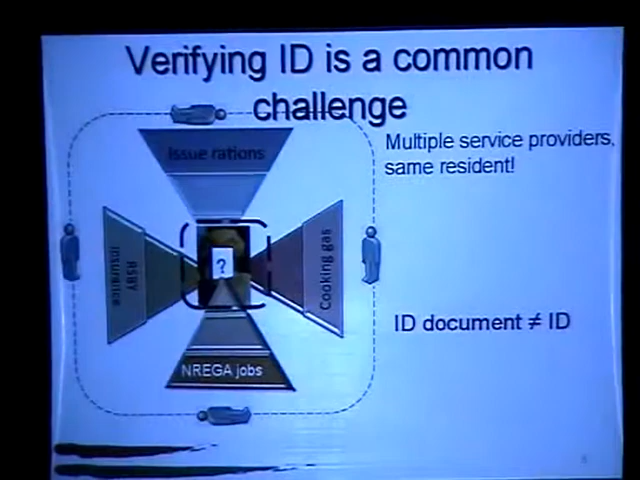 Verifying ID is a common
challenge
Multiple service providers,
same resident!
Issue rations
RSBY
Insurance
?
Cooking gas
NREGA jobs
ID document ≠ ID